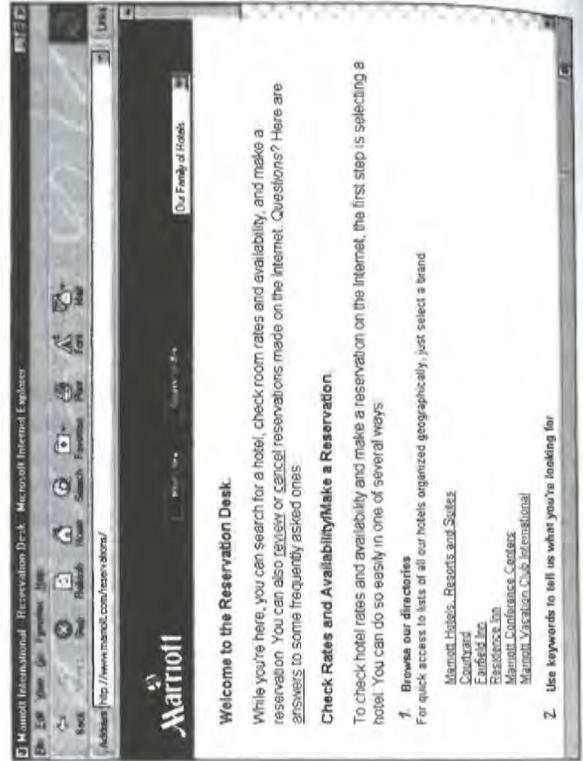 Marriott International Reservation Desk Microsoft Internet Explorer
File Edit View Go Favorites Help
Back Stop Refresh Home Search Favorites Print Font Mail
Address http://www.marriott.com/reservations/ Links
Marriott
Our Family of Hotels
Welcome to the Reservation Desk.
While you're here, you can search for a hotel, check room rates and availability, and make a
reservation. You can also review or cancel reservations made on the Internet. Questions? Here are
answers to some frequently asked ones.
Check Rates and Availability/Make a Reservation
To check hotel rates and availability and make a reservation on the Internet, the first step is selecting a
hotel. You can do so easily in one of several ways
1. Browse our directories
For quick access to lists of all our hotels organized geographically, just select a brand
Marriott Hotels, Resorts and Suites
Courtyard
Fairfield Inn
Residence Inn
Marriott Conference Centers
Marriott Vacation Club International
2. Use keywords to tell us what you're looking for